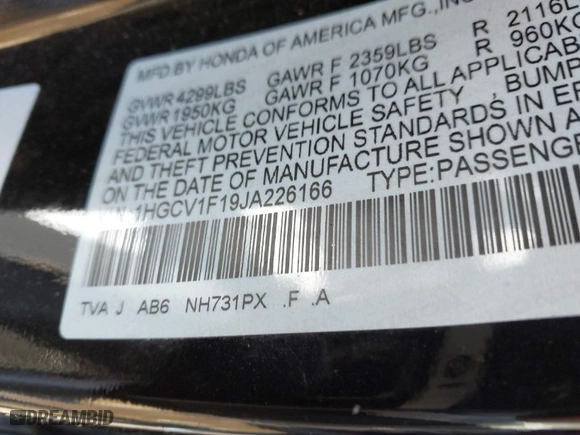 MFD.BY HONDA OF AMERICA MFG.,INC
GVWR 4299LBS GAWR F 2359LBS R 2116L
GVWR 1950KG GAWR F 1070KG R 960KG
THIS VEHICLE CONFORMS TO ALL APPLICAB
FEDERAL MOTOR VEHICLE SAFETY, BUMP
AND THEFT PREVENTION STANDARDS IN EF
ON THE DATE OF MANUFACTURE SHOWN A
1HGCV1F19JA226166 TYPE:PASSENGE
TVA J AB6 NH731PX .F .A
DREAMBID